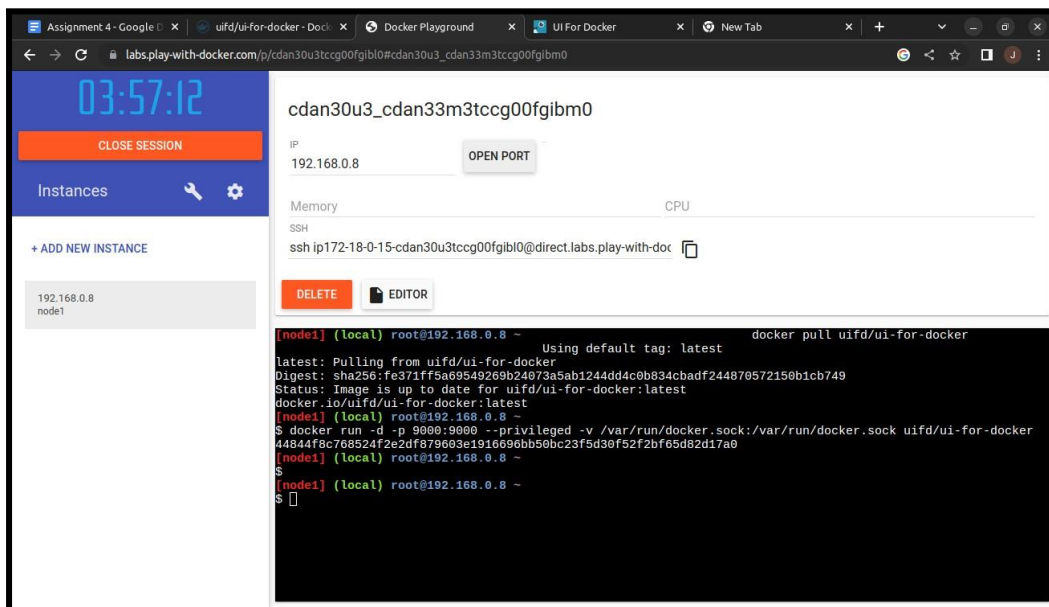 Assignment 4 - Google D
uifd/ui-for-docker - Dock
Docker Playground
UI For Docker
New Tab
labs.play-with-docker.com/p/cdan30u3tccg00fgibl0#cdan30u3_cdan33m3tccg00fgibm0
J
03:57:12
CLOSE SESSION
Instances
+ ADD NEW INSTANCE
192.168.0.8
node1
cdan30u3_cdan33m3tccg00fgibm0
IP
192.168.0.8
OPEN PORT
Memory
CPU
SSH
ssh ip172-18-0-15-cdan30u3tccg00fgibl0@direct.labs.play-with-doc
DELETE
EDITOR
[node1] (local) root@192.168.0.8 ~ docker pull uifd/ui-for-docker
Using default tag: latest
latest: Pulling from uifd/ui-for-docker
Digest: sha256:fe371ff5a69549269b24073a5ab1244dd4c0b834cbadf244870572150b1cb749
Status: Image is up to date for uifd/ui-for-docker:latest
docker.io/uifd/ui-for-docker:latest
[node1] (local) root@192.168.0.8 ~
$ docker run -d -p 9000:9000 --privileged -v /var/run/docker.sock:/var/run/docker.sock uifd/ui-for-docker
44844f8c768524f2e2df879603e1916696bb50bc23f5d30f52f2bf65d82d17a0
[node1] (local) root@192.168.0.8 ~
$
[node1] (local) root@192.168.0.8 ~
$